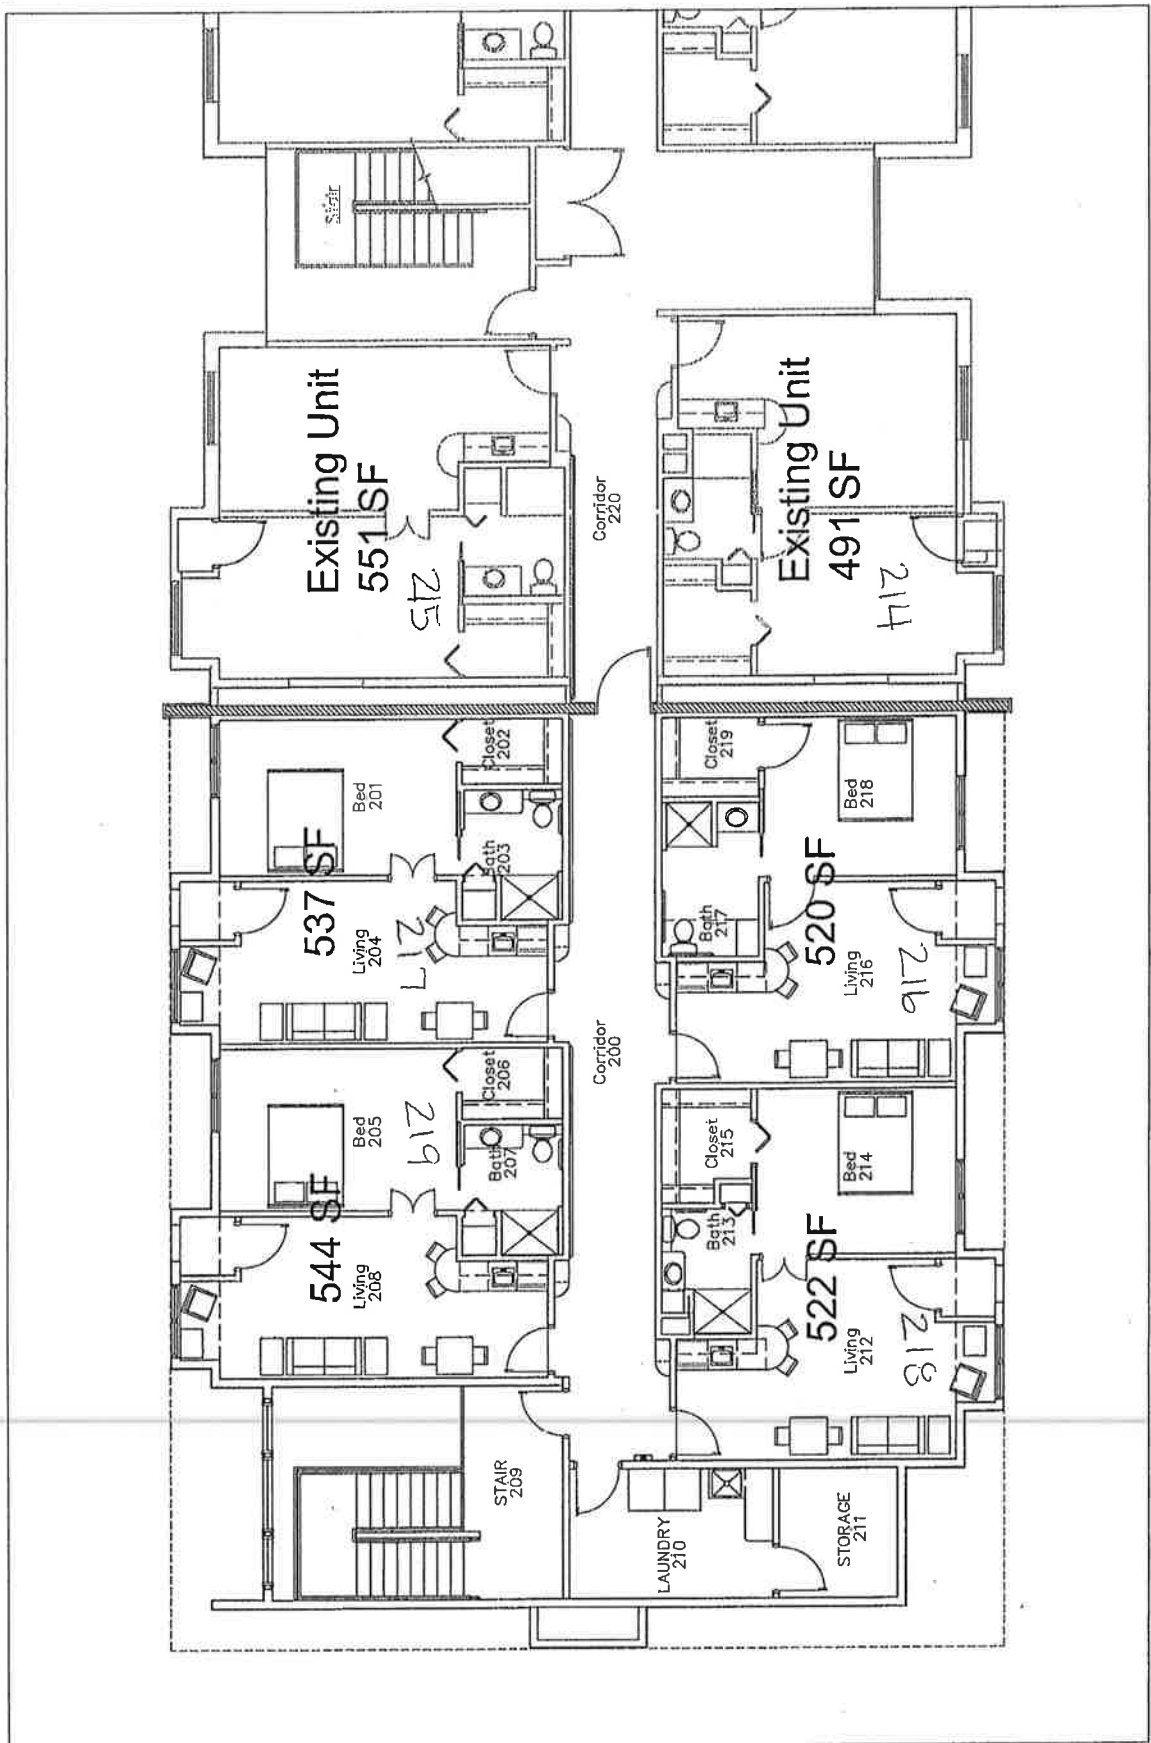 544 SF
Living
208
Bed
205
219
Bath
207
Closet
206
537 SF
Living
204
217
Bed
201
Bath
203
Closet
202
Existing Unit
551 SF
215
Stair
STAIR
209
Corridor
200
Corridor
220
LAUNDRY
210
STORAGE
211
522 SF
Living
212
218
Bath
213
Closet
215
Bed
214
520 SF
Living
216
216
Bath
217
Closet
219
Bed
218
Existing Unit
491 SF
214